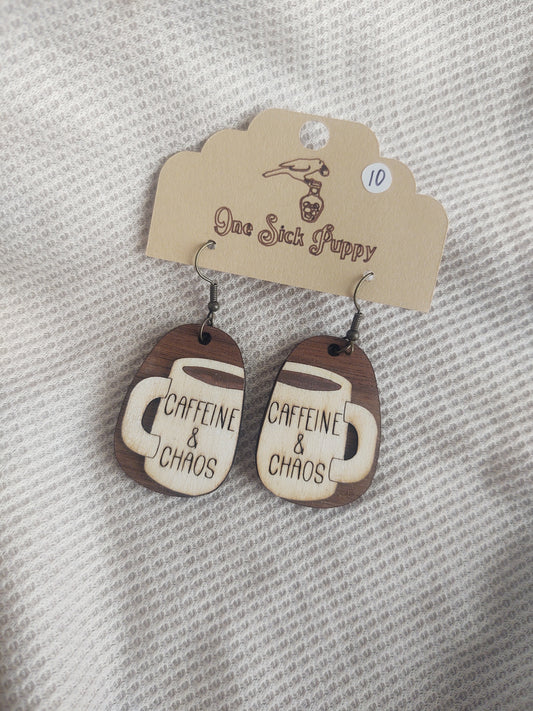 10
One Sick Puppy
CAFFEINE
&
CHAOS
CAFFEINE
&
CHAOS